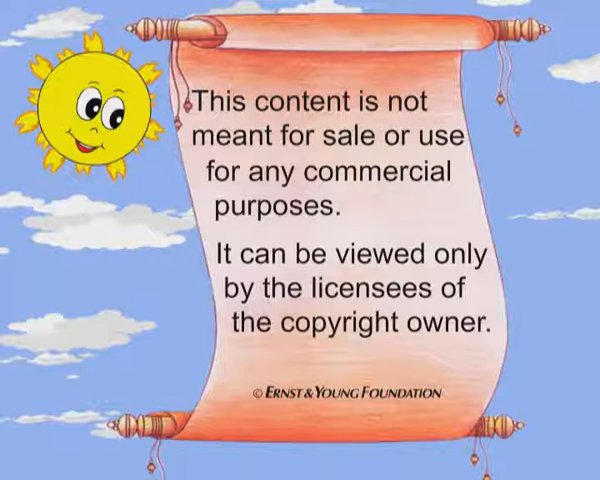 This content is not
meant for sale or use
for any commercial
purposes.
It can be viewed only
by the licensees of
the copyright owner.
© ERNST & YOUNG FOUNDATION